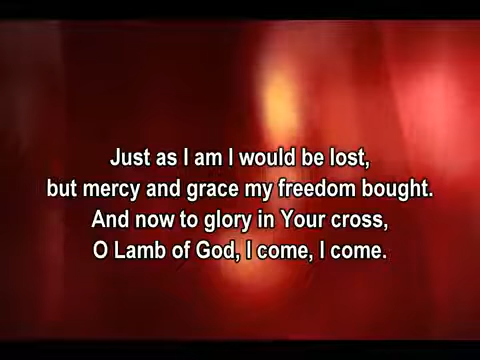 Just as I am I would be lost,
but mercy and grace my freedom bought.
And now to glory in Your cross,
O Lamb of God, I come, I come.